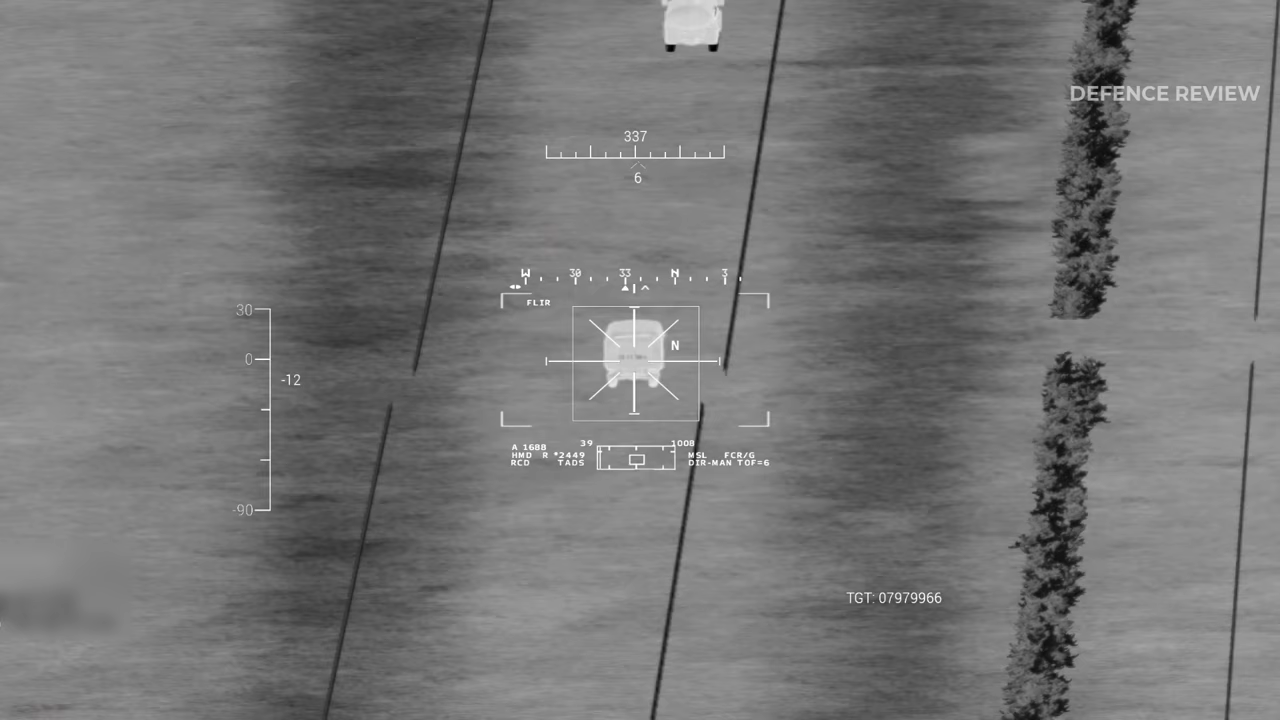 DEFENCE REVIEW
337
6
W 30 33 N 3
FLIR
N
30
0
-12
-90
A 1688
39
1008
HMD R *2449
MSL FCR/G
RCD TADS
DIR-MAN TOF=6
TGT: 07979966